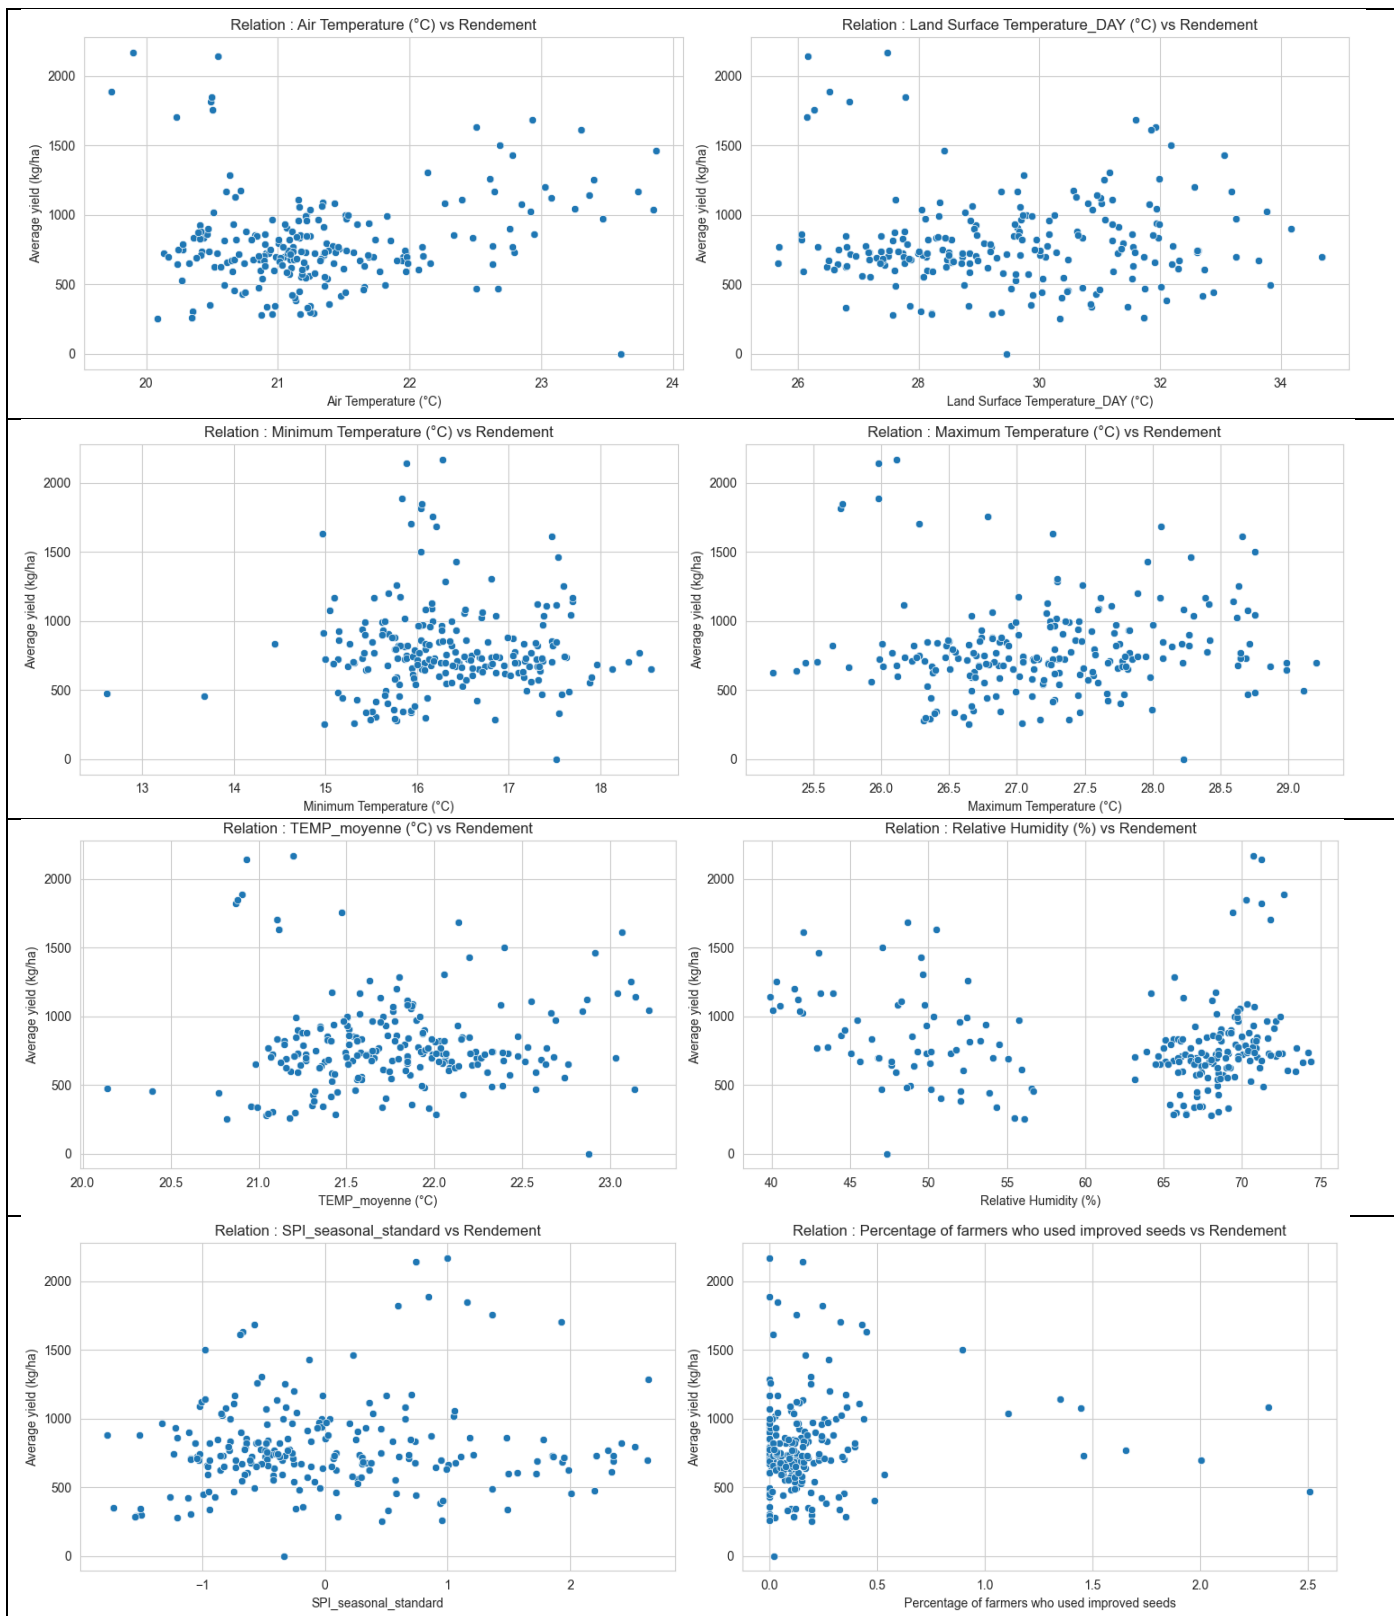 Relation : Air Temperature (°C) vs Rendement
Average yield (kg/ha)
2000
1500
1000
500
0
20 21 22 23 24
Air Temperature (°C)
Relation : Land Surface Temperature_DAY (°C) vs Rendement
Average yield (kg/ha)
2000
1500
1000
500
0
26 28 30 32 34
Land Surface Temperature_DAY (°C)
Relation : Minimum Temperature (°C) vs Rendement
Average yield (kg/ha)
2000
1500
1000
500
0
13 14 15 16 17 18
Minimum Temperature (°C)
Relation : Maximum Temperature (°C) vs Rendement
Average yield (kg/ha)
2000
1500
1000
500
0
25.5 26.0 26.5 27.0 27.5 28.0 28.5 29.0
Maximum Temperature (°C)
Relation : TEMP_moyenne (°C) vs Rendement
Average yield (kg/ha)
2000
1500
1000
500
0
20.0 20.5 21.0 21.5 22.0 22.5 23.0
TEMP_moyenne (°C)
Relation : Relative Humidity (%) vs Rendement
Average yield (kg/ha)
2000
1500
1000
500
0
40 45 50 55 60 65 70 75
Relative Humidity (%)
Relation : SPI_seasonal_standard vs Rendement
Average yield (kg/ha)
2000
1500
1000
500
0
−1 0 1 2
SPI_seasonal_standard
Relation : Percentage of farmers who used improved seeds vs Rendement
Average yield (kg/ha)
2000
1500
1000
500
0
0.0 0.5 1.0 1.5 2.0 2.5
Percentage of farmers who used improved seeds